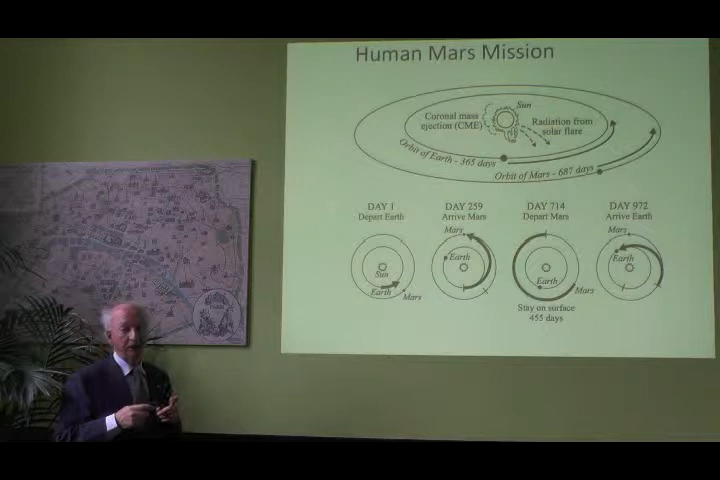 Human Mars Mission
Sun
Coronal mass
ejection (CME)
Radiation from
solar flare
Orbit of Earth - 365 days
Orbit of Mars - 687 days
DAY 1
Depart Earth
DAY 259
Arrive Mars
DAY 714
Depart Mars
DAY 972
Arrive Earth
Sun
Earth
Mars
Mars
Earth
Earth
Mars
Stay on surface
455 days
Mars
Earth